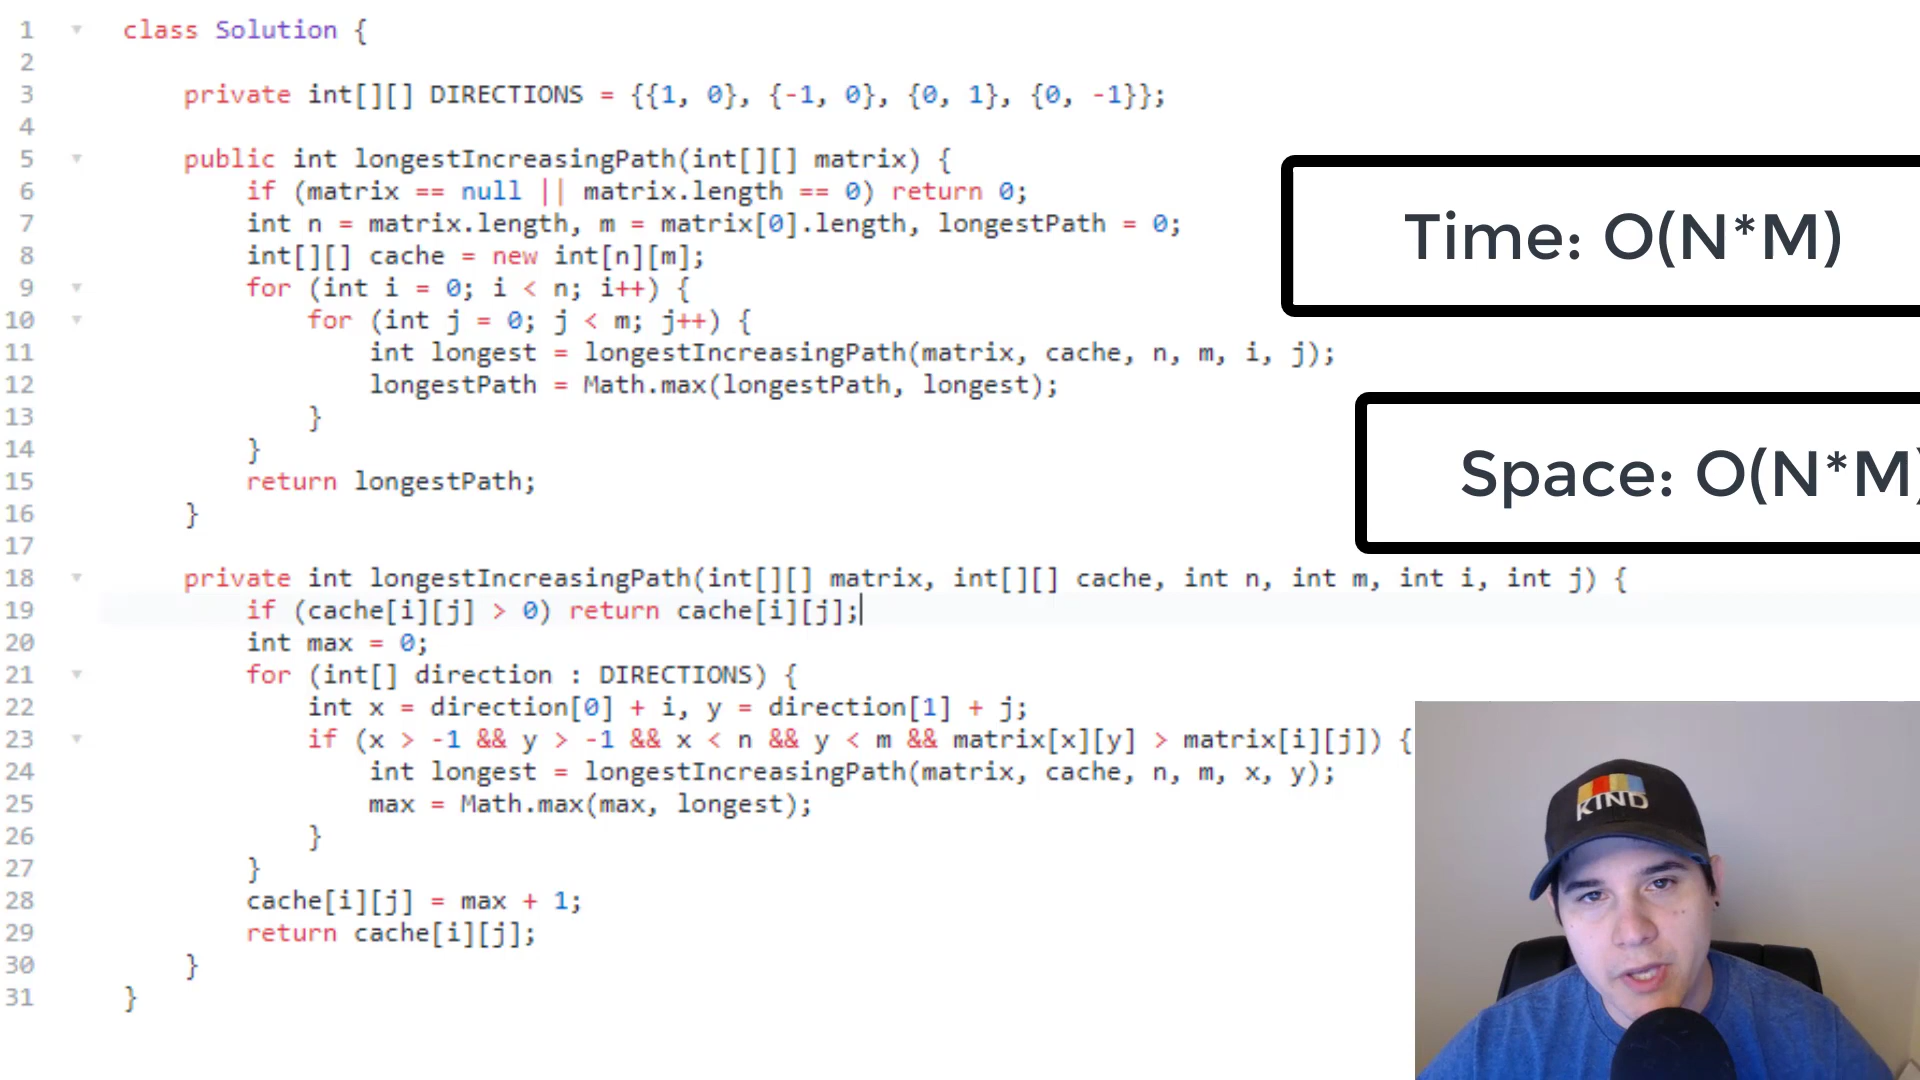 1 class Solution {
2
3     private int[][] DIRECTIONS = {{1, 0}, {-1, 0}, {0, 1}, {0, -1}};
4
5     public int longestIncreasingPath(int[][] matrix) {
6         if (matrix == null || matrix.length == 0) return 0;
7         int n = matrix.length, m = matrix[0].length, longestPath = 0;
8         int[][] cache = new int[n][m];
9         for (int i = 0; i < n; i++) {
10             for (int j = 0; j < m; j++) {
11                 int longest = longestIncreasingPath(matrix, cache, n, m, i, j);
12                 longestPath = Math.max(longestPath, longest);
13             }
14         }
15         return longestPath;
16     }
17
18     private int longestIncreasingPath(int[][] matrix, int[][] cache, int n, int m, int i, int j) {
19         if (cache[i][j] > 0) return cache[i][j];
20         int max = 0;
21         for (int[] direction : DIRECTIONS) {
22             int x = direction[0] + i, y = direction[1] + j;
23             if (x > -1 && y > -1 && x < n && y < m && matrix[x][y] > matrix[i][j]) {
24                 int longest = longestIncreasingPath(matrix, cache, n, m, x, y);
25                 max = Math.max(max, longest);
26             }
27         }
28         cache[i][j] = max + 1;
29         return cache[i][j];
30     }
31 }
Time: O(N*M)
Space: O(N*M)
KIND